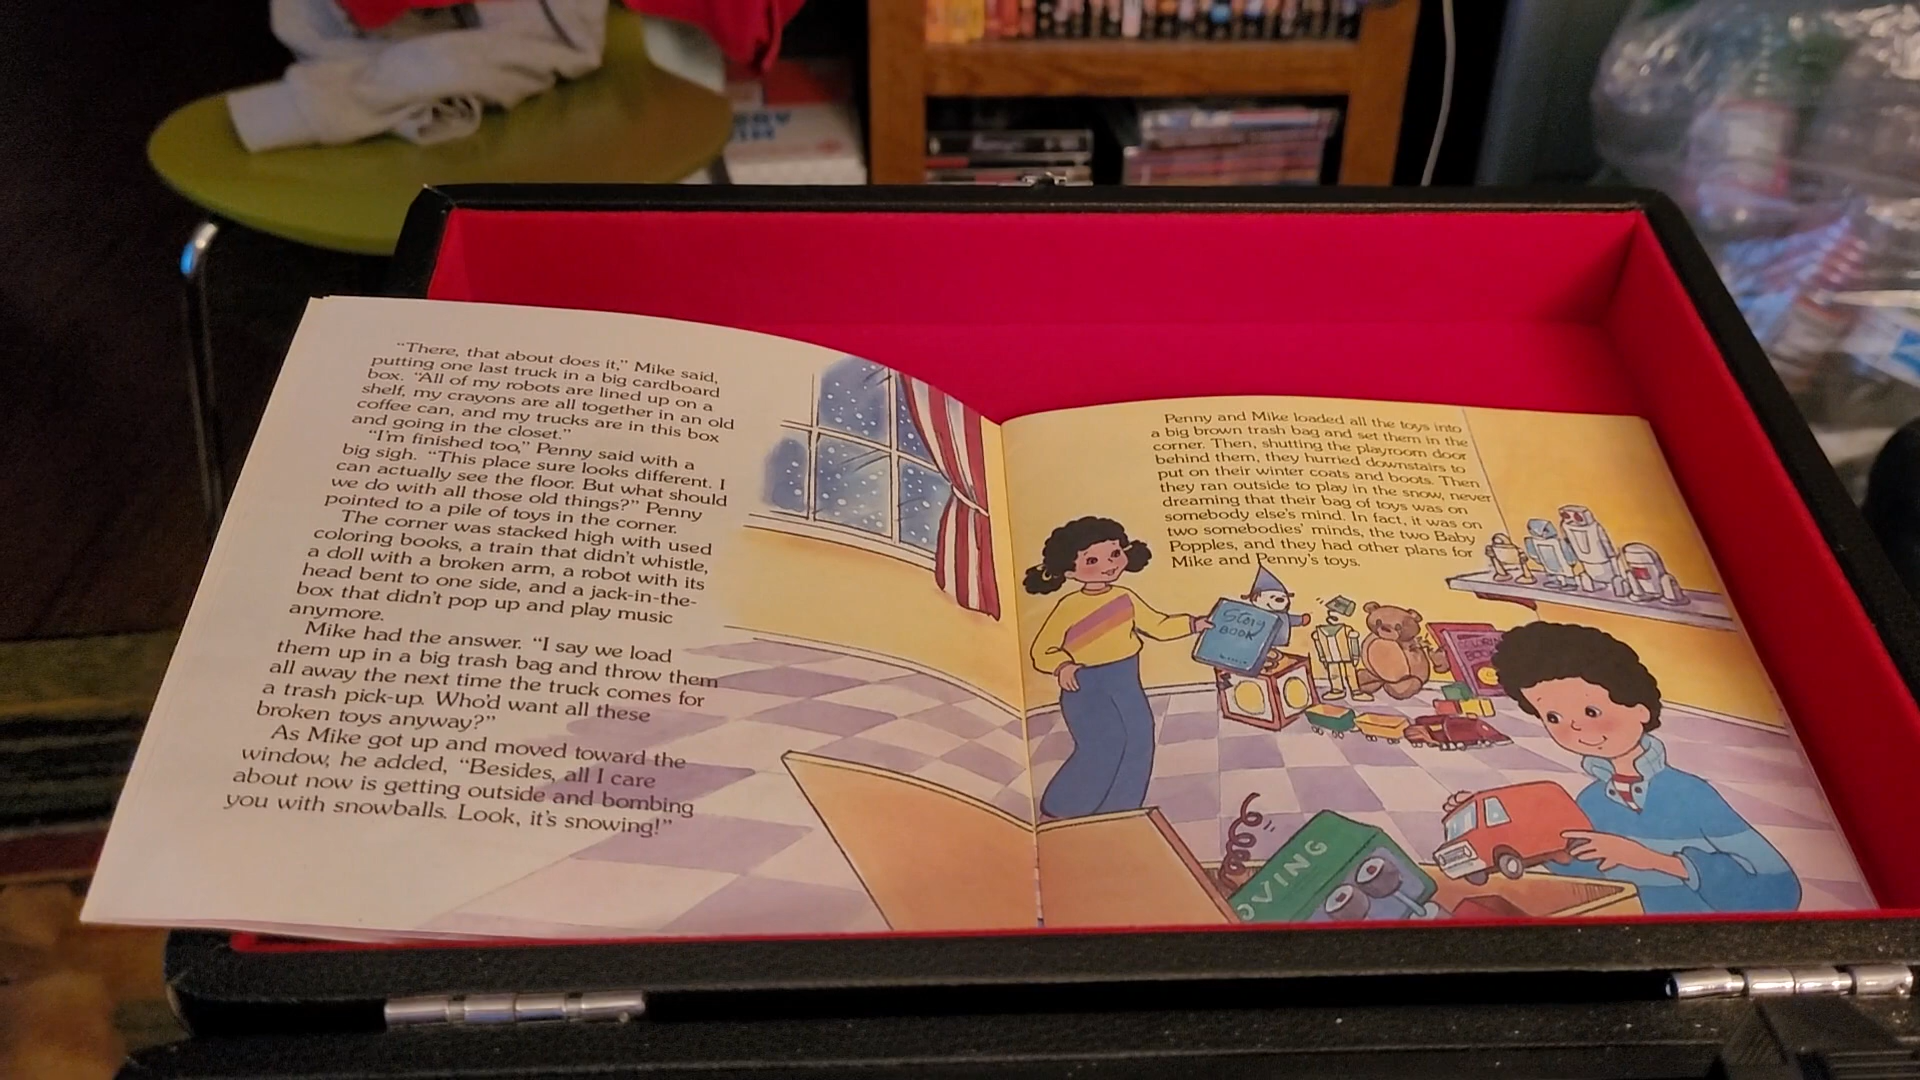 “There, that about does it,” Mike said,
putting one last truck in a big cardboard
box. “All of my robots are lined up on a
shelf, my crayons are all together in an old
coffee can, and my trucks are in this box
and going in the closet.”
“I’m finished too,” Penny said with a
big sigh. “This place sure looks different. I
can actually see the floor. But what should
we do with all those old things?” Penny
pointed to a pile of toys in the corner.
The corner was stacked high with used
coloring books, a train that didn’t whistle,
a doll with a broken arm, a robot with its
head bent to one side, and a jack-in-the-
box that didn’t pop up and play music
anymore.
Mike had the answer. “I say we load
them up in a big trash bag and throw them
all away the next time the truck comes for
a trash pick-up. Who’d want all these
broken toys anyway?”
As Mike got up and moved toward the
window, he added, “Besides, all I care
about now is getting outside and bombing
you with snowballs. Look, it’s snowing!”
Penny and Mike loaded all the toys into
a big brown trash bag and set them in the
corner. Then, shutting the playroom door
behind them, they hurried downstairs to
put on their winter coats and boots. Then
they ran outside to play in the snow, never
dreaming that their bag of toys was on
somebody else’s mind. In fact, it was on
two somebodies’ minds, the two Baby
Popples, and they had other plans for
Mike and Penny’s toys.
Story
BOOK
COLORING
BOOK
OVING